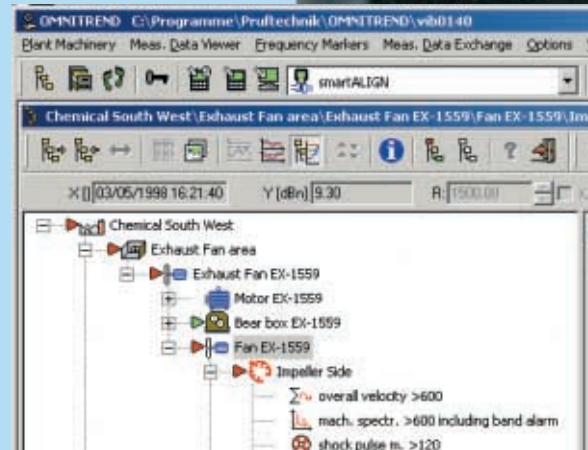 OMNITREND C:\Programme\Pruftechnik\OMNITREND\vib0140
Plant Machinery Meas. Data Viewer Frequency Markers Meas. Data Exchange Options
smartALIGN
Chemical South West\Exhaust Fan area\Exhaust Fan EX-1559\Fan EX-1559\Im
X [] 03/05/1998 16:21:40 Y [dBn] 9.30 R: 1500.00
Chemical South West
Exhaust Fan area
Exhaust Fan EX-1559
Motor EX-1559
Bear box EX-1559
Fan EX-1559
Impeller Side
overall velocity >600
mach. spectr. >600 including band alarm
shock pulse m. >120